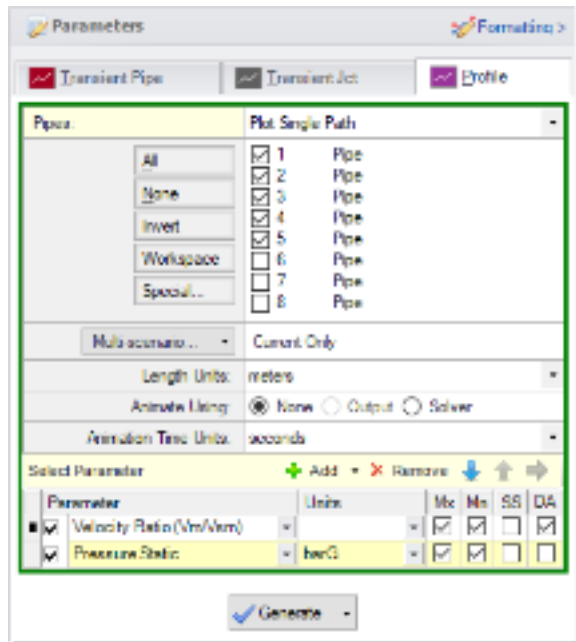 Parameters
Formatting >
Transient Pipe
Transient Jct
Profile
Pipes:
Plot Single Path
All
None
Invert
Workspace
Special...
1 Pipe
2 Pipe
3 Pipe
4 Pipe
5 Pipe
6 Pipe
7 Pipe
8 Pipe
Multi-scenario ...
Current Only
Length Units:
meters
Animate Using:
None Output Solver
Animation Time Units:
seconds
Select Parameter
Add Remove
Parameter Units Mx Mn SS DA
Velocity Ratio (Vm/Vsm)
Pressure Static barG
Generate